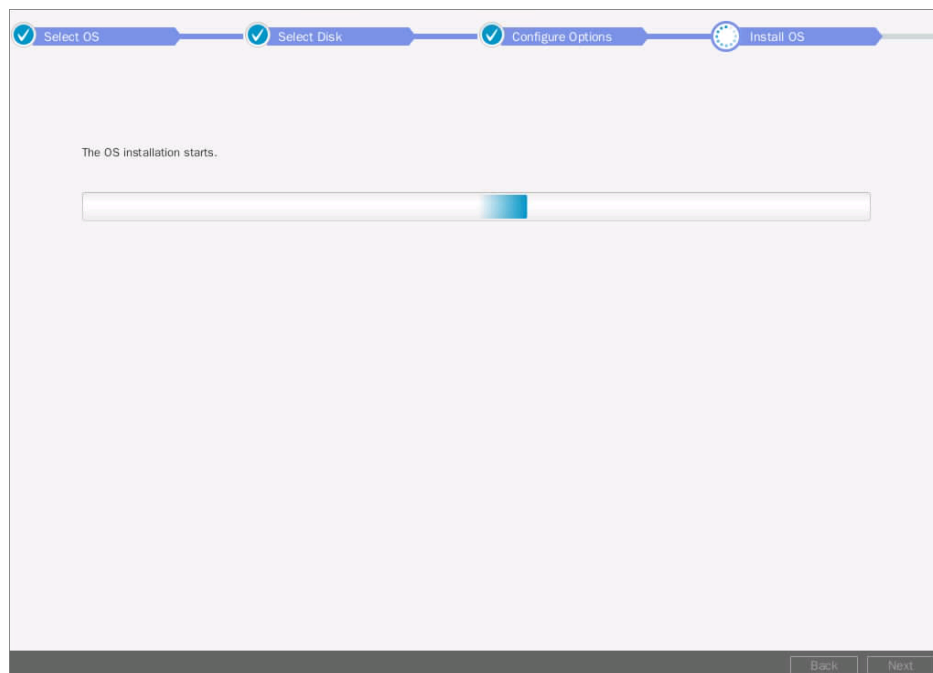 Select OS
Select Disk
Configure Options
Install OS
The OS installation starts.
Back
Next